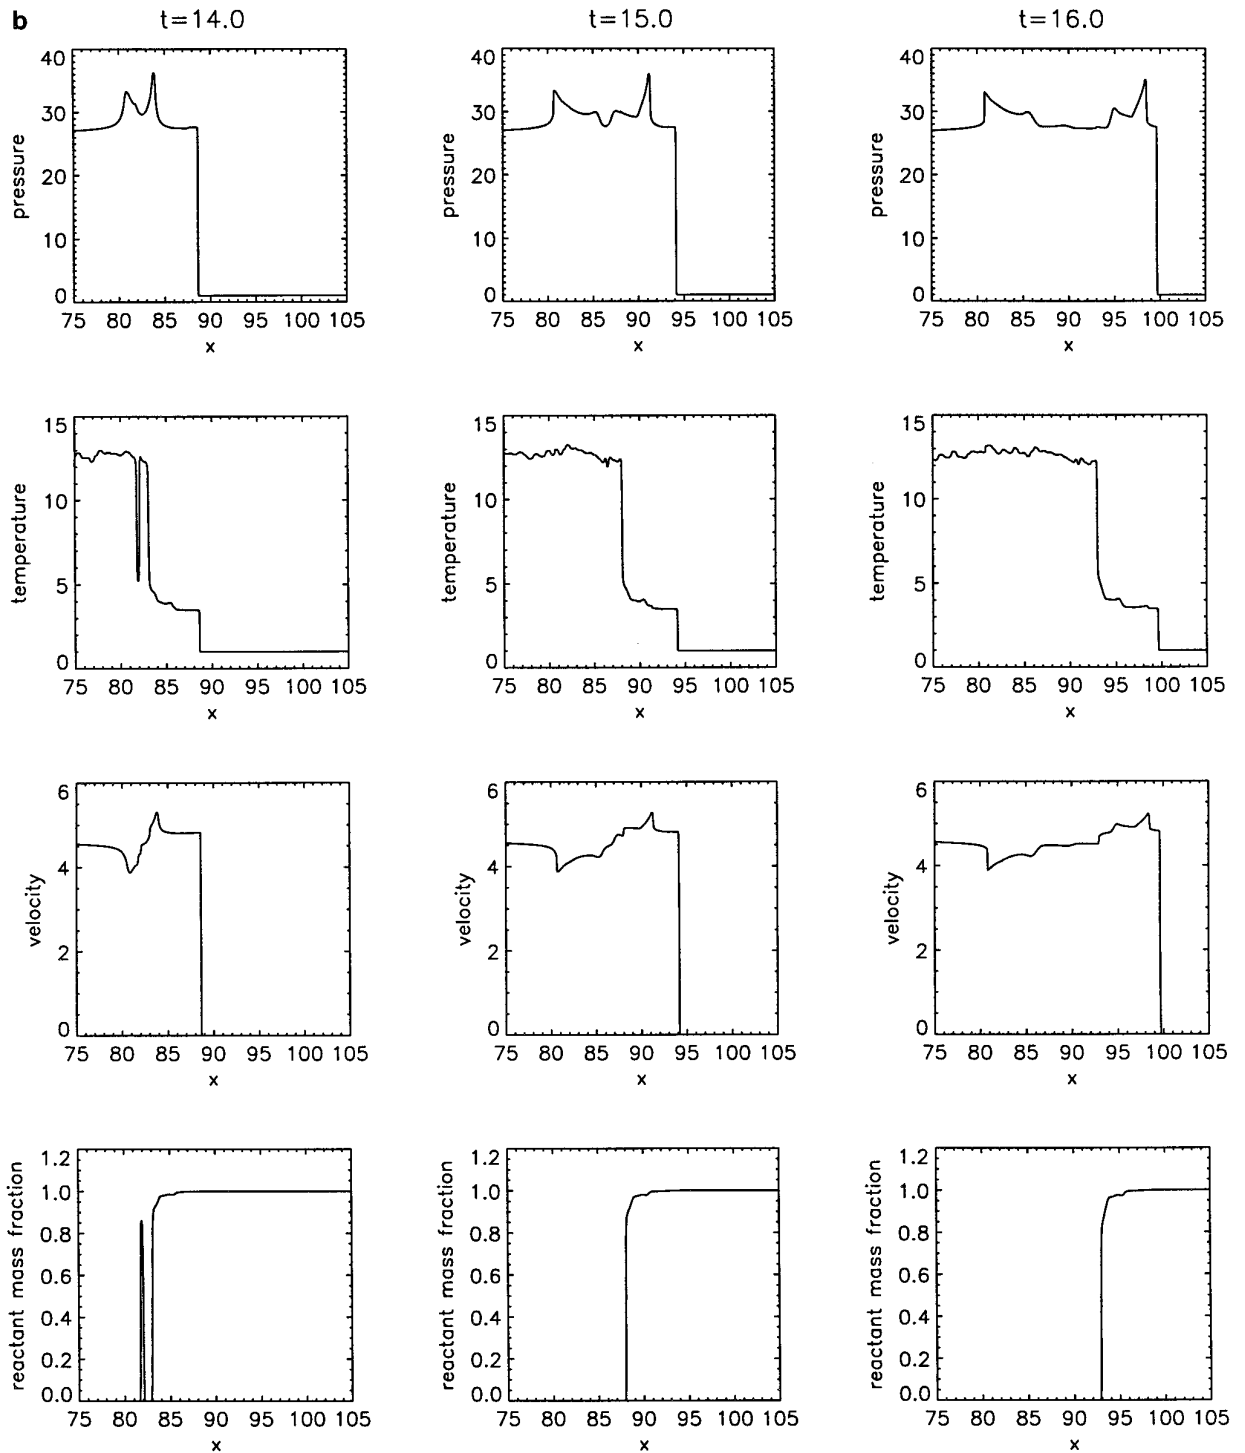 b t=14.0 t=15.0 t=16.0
40 40 40
30 30 30
20 20 20
10 10 10
0 0 0
pressure pressure pressure
75 80 85 90 95 100 105 75 80 85 90 95 100 105 75 80 85 90 95 100 105
x x x
15 15 15
10 10 10
5 5 5
0 0 0
temperature temperature temperature
75 80 85 90 95 100 105 75 80 85 90 95 100 105 75 80 85 90 95 100 105
x x x
6 6 6
4 4 4
2 2 2
0 0 0
velocity velocity velocity
75 80 85 90 95 100 105 75 80 85 90 95 100 105 75 80 85 90 95 100 105
x x x
1.2 1.2 1.2
1.0 1.0 1.0
0.8 0.8 0.8
0.6 0.6 0.6
0.4 0.4 0.4
0.2 0.2 0.2
0.0 0.0 0.0
reactant mass fraction reactant mass fraction reactant mass fraction
75 80 85 90 95 100 105 75 80 85 90 95 100 105 75 80 85 90 95 100 105
x x x